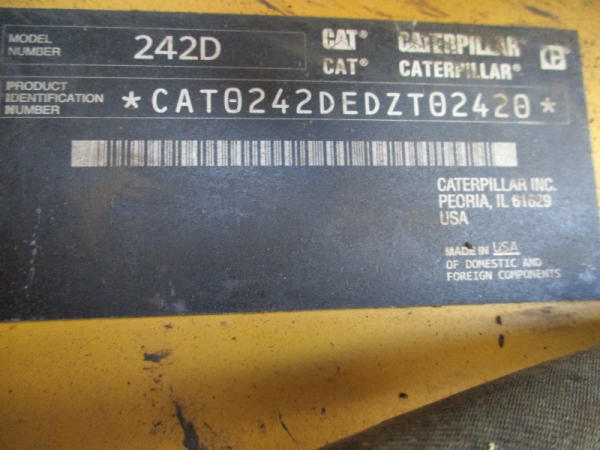 MODEL NUMBER 242D CAT® CATERPILLAR®
CAT® CATERPILLAR®
PRODUCT IDENTIFICATION NUMBER *CAT0242DEDZT02420*
CATERPILLAR INC.
PEORIA, IL 61629
USA
MADE IN USA
OF DOMESTIC AND
FOREIGN COMPONENTS